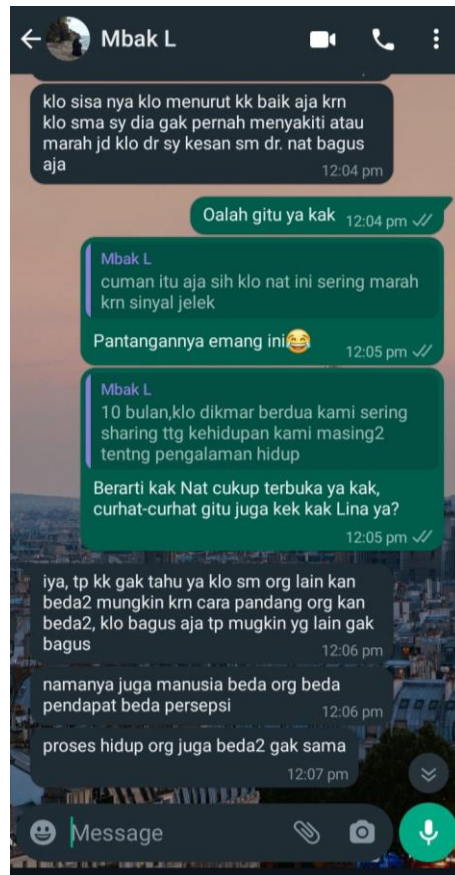 Mbak L
klo sisa nya klo menurut kk baik aja krn
klo sma sy dia gak pernah menyakiti atau
marah jd klo dr sy kesan sm dr. nat bagus
aja
12:04 pm
Oalah gitu ya kak 12:04 pm
Mbak L
cuman itu aja sih klo nat ini sering marah
krn sinyal jelek
Pantangannya emang ini😂
12:05 pm
Mbak L
10 bulan,klo dikmar berdua kami sering
sharing ttg kehidupan kami masing2
tentng pengalaman hidup
Berarti kak Nat cukup terbuka ya kak,
curhat-curhat gitu juga kek kak Lina ya?
12:05 pm
iya, tp kk gak tahu ya klo sm org lain kan
beda2 mungkin krn cara pandang org kan
beda2, klo bagus aja tp mugkin yg lain gak
bagus
12:06 pm
namanya juga manusia beda org beda
pendapat beda persepsi
12:06 pm
proses hidup org juga beda2 gak sama
12:07 pm
Message